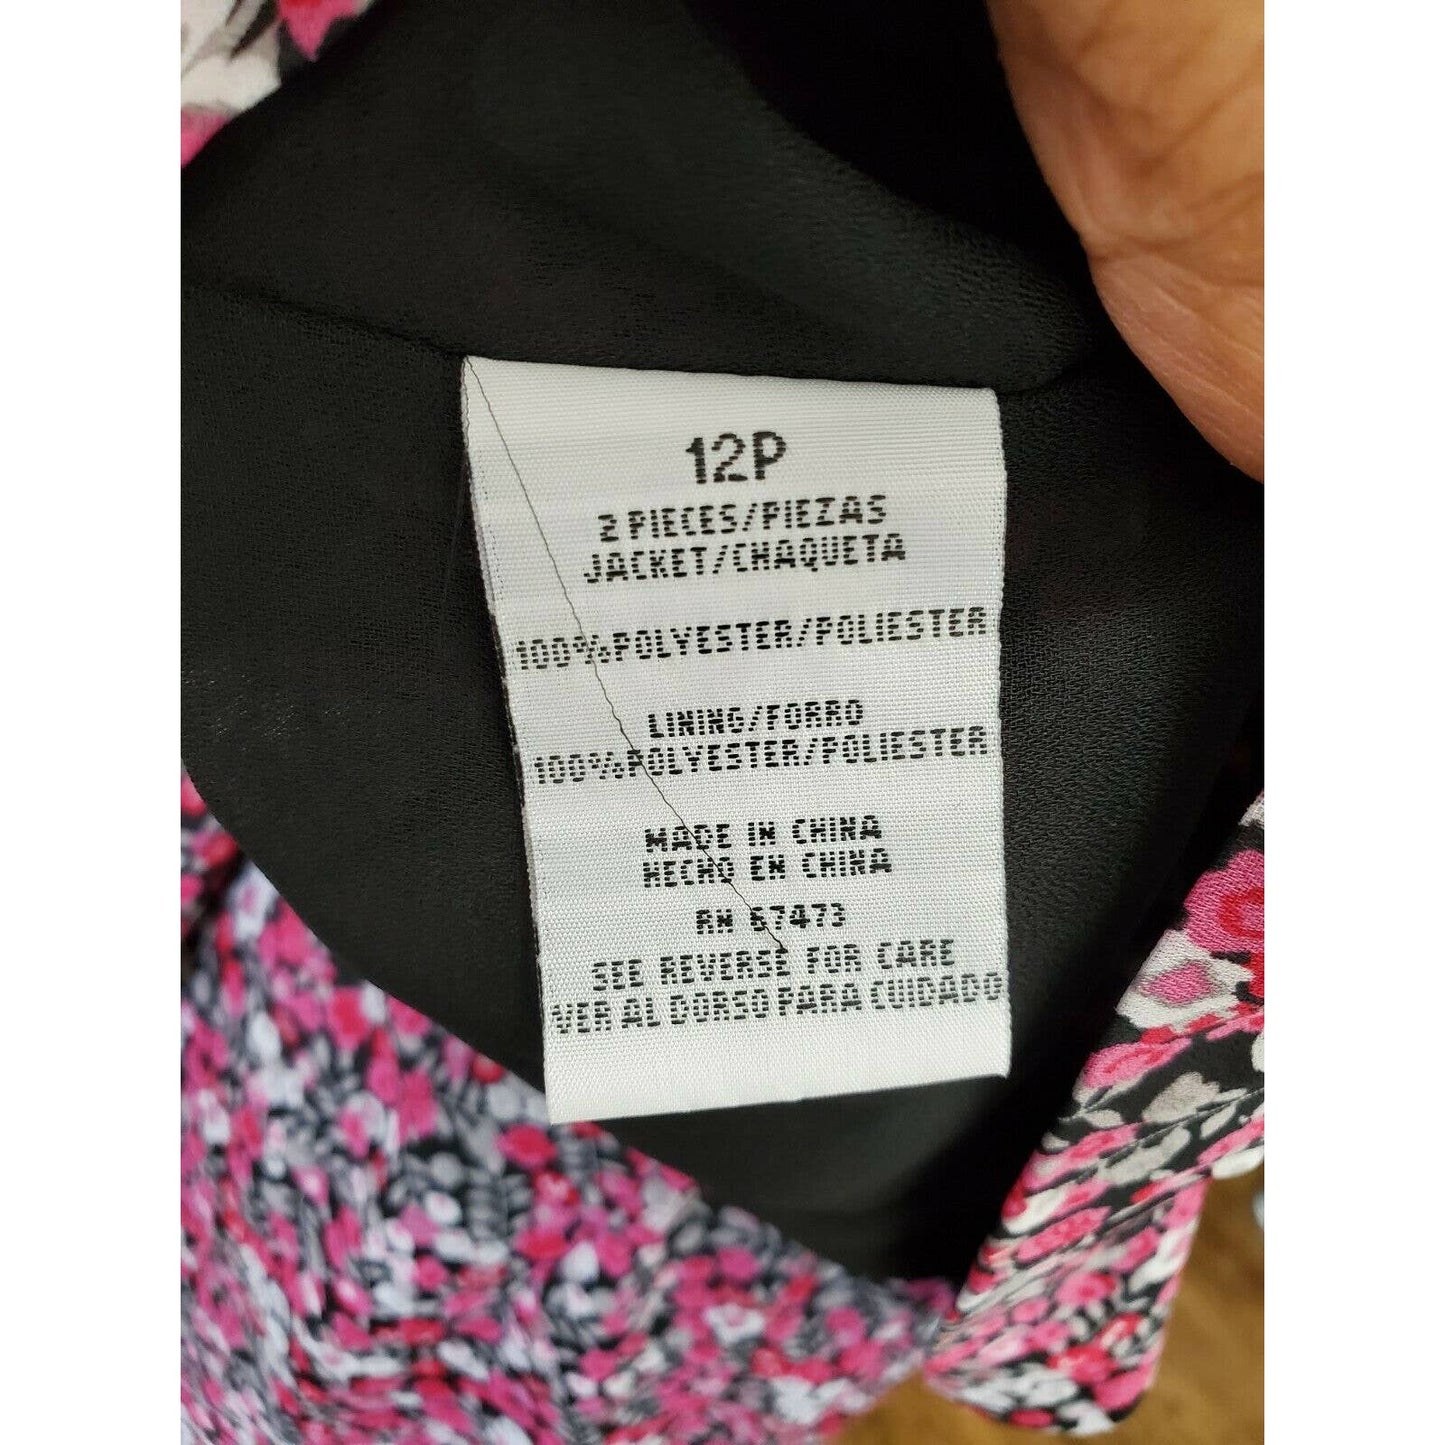 12P
2 PIECES/PIEZAS
JACKET/CHAQUETA
100%POLYESTER/POLIESTER
LINING/FORRO
100%POLYESTER/POLIESTER
MADE IN CHINA
HECHO EN CHINA
RN 67473
SEE REVERSE FOR CARE
VER AL DORSO PARA CUIDADO